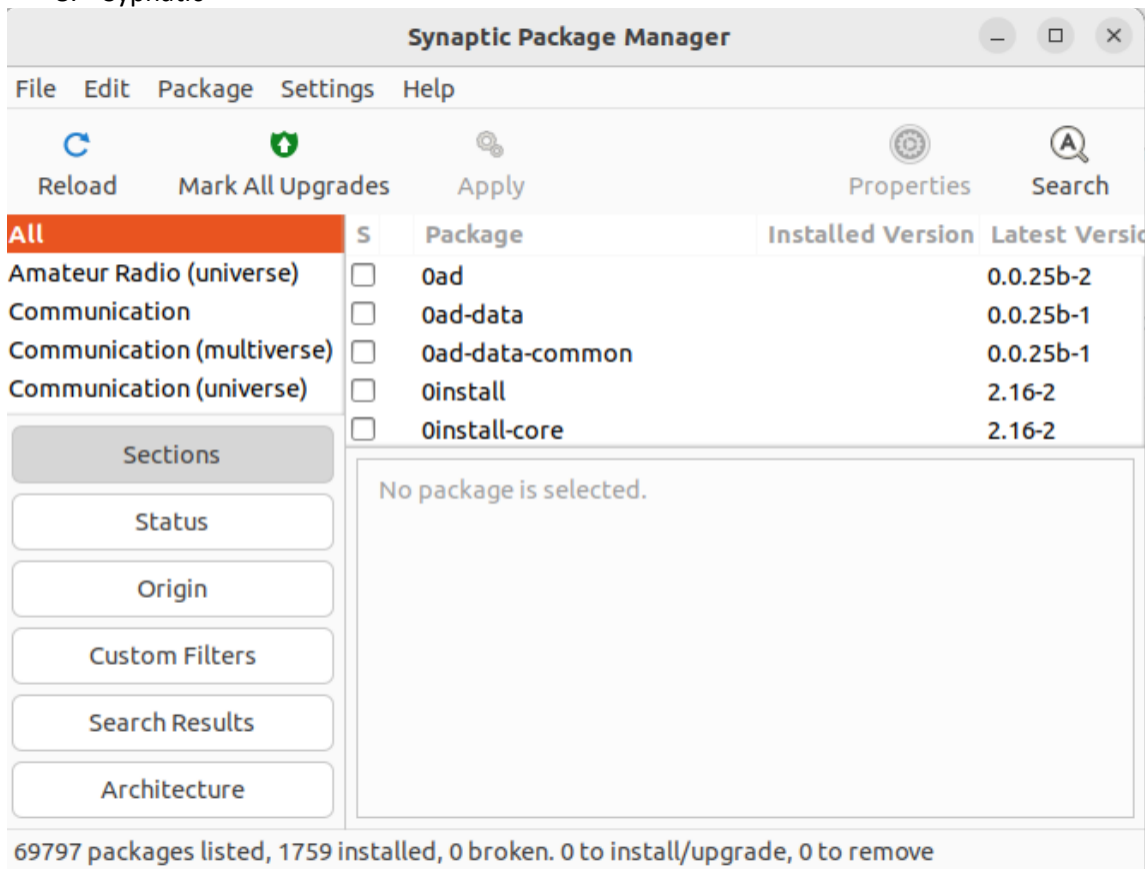 Synaptic Package Manager
File Edit Package Settings Help
Reload Mark All Upgrades Apply Properties Search
All
Amateur Radio (universe)
Communication
Communication (multiverse)
Communication (universe)
Sections
Status
Origin
Custom Filters
Search Results
Architecture
S Package Installed Version Latest Versio
0ad 0.0.25b-2
0ad-data 0.0.25b-1
0ad-data-common 0.0.25b-1
0install 2.16-2
0install-core 2.16-2
No package is selected.
69797 packages listed, 1759 installed, 0 broken. 0 to install/upgrade, 0 to remove